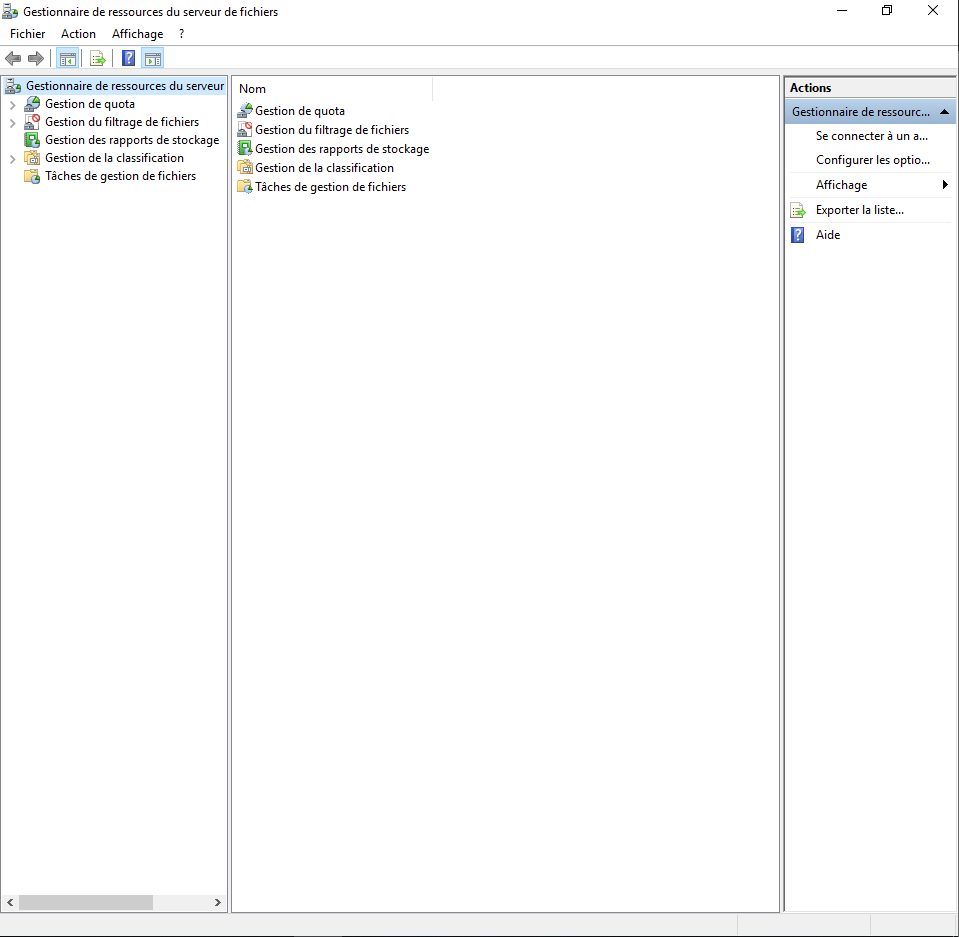 Gestionnaire de ressources du serveur de fichiers
Fichier Action Affichage ?
Gestionnaire de ressources du serveur
Gestion de quota
Gestion du filtrage de fichiers
Gestion des rapports de stockage
Gestion de la classification
Tâches de gestion de fichiers
Nom
Gestion de quota
Gestion du filtrage de fichiers
Gestion des rapports de stockage
Gestion de la classification
Tâches de gestion de fichiers
Actions
Gestionnaire de ressourc...
Se connecter à un a...
Configurer les optio...
Affichage
Exporter la liste...
Aide